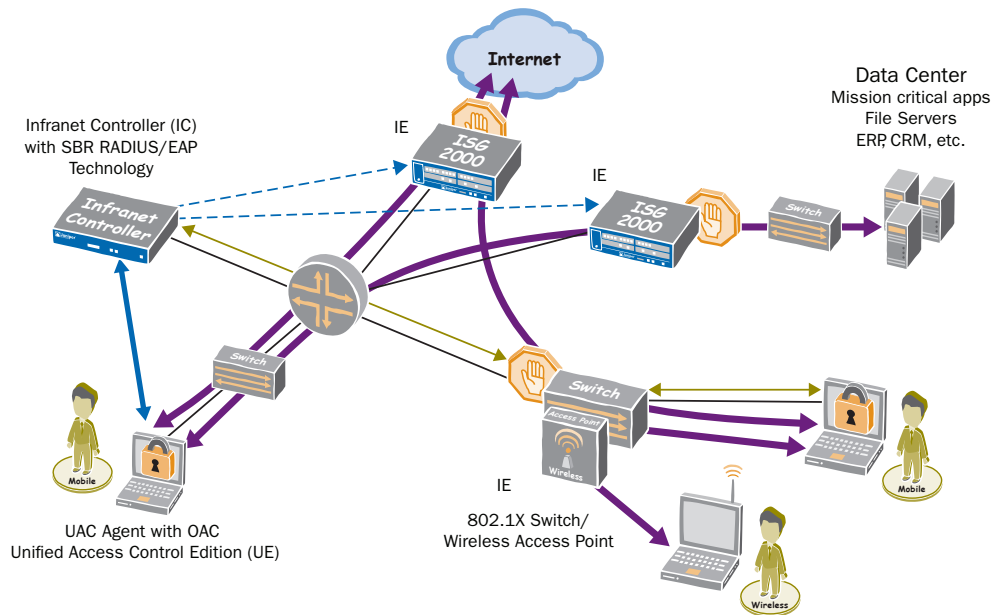 Internet
Data Center
Mission critical apps
File Servers
ERP, CRM, etc.
Infranet Controller (IC)
with SBR RADIUS/EAP
Technology
IE
ISG
2000
IE
ISG
2000
Switch
Infranet
Controller
Switch
Switch
Access Point
Wireless
Mobile
Mobile
UAC Agent with OAC
Unified Access Control Edition (UE)
IE
802.1X Switch/
Wireless Access Point
Wireless